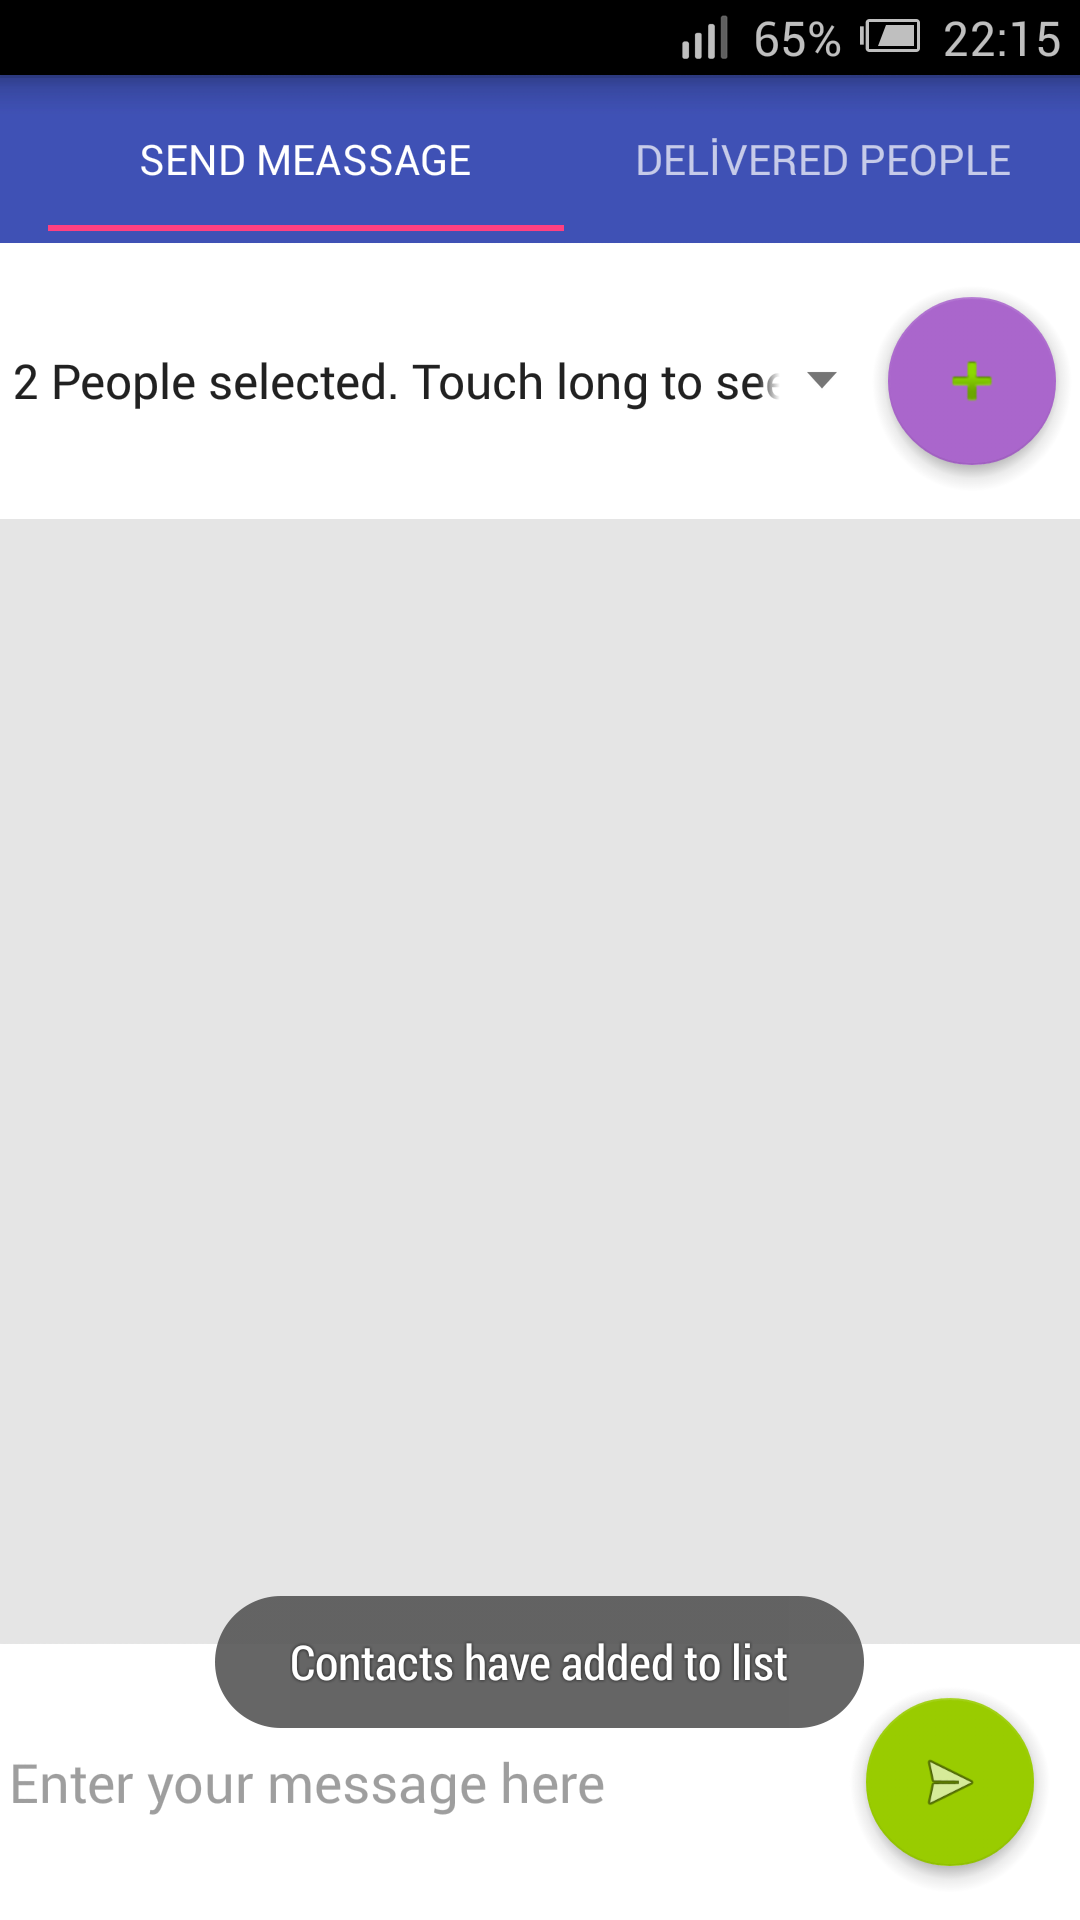 65% 22:15
SEND MEASSAGE DELİVERED PEOPLE
2 People selected. Touch long to see
Contacts have added to list
Enter your message here